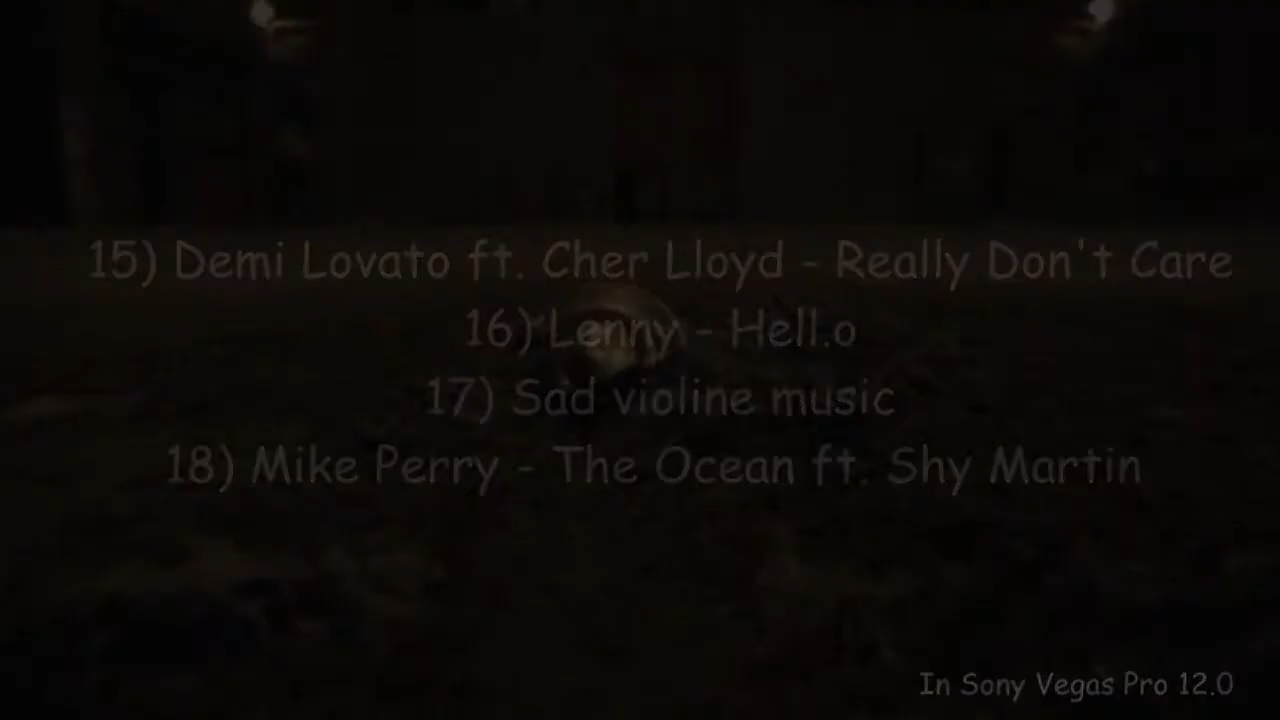 15) Demi Lovato ft. Cher Lloyd - Really Don't Care
16) Lenny - Hell.o
17) Sad violine music
18) Mike Perry - The Ocean ft. Shy Martin
In Sony Vegas Pro 12.0